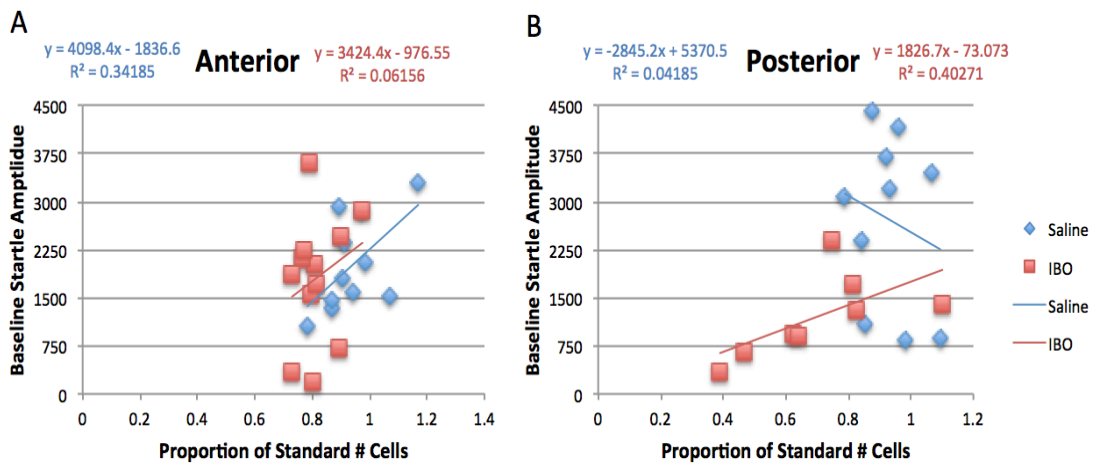 A
y = 4098.4x - 1836.6
R² = 0.34185
Anterior
y = 3424.4x - 976.55
R² = 0.06156
4500
3750
3000
2250
1500
750
0
0 0.2 0.4 0.6 0.8 1 1.2 1.4
Baseline Startle Amptlidue
Proportion of Standard # Cells
B
y = -2845.2x + 5370.5
R² = 0.04185
Posterior
y = 1826.7x - 73.073
R² = 0.40271
4500
3750
3000
2250
1500
750
0
0 0.2 0.4 0.6 0.8 1 1.2
Baseline Startle Amplitude
Proportion of Standard # Cells
Saline
IBO
Saline
IBO